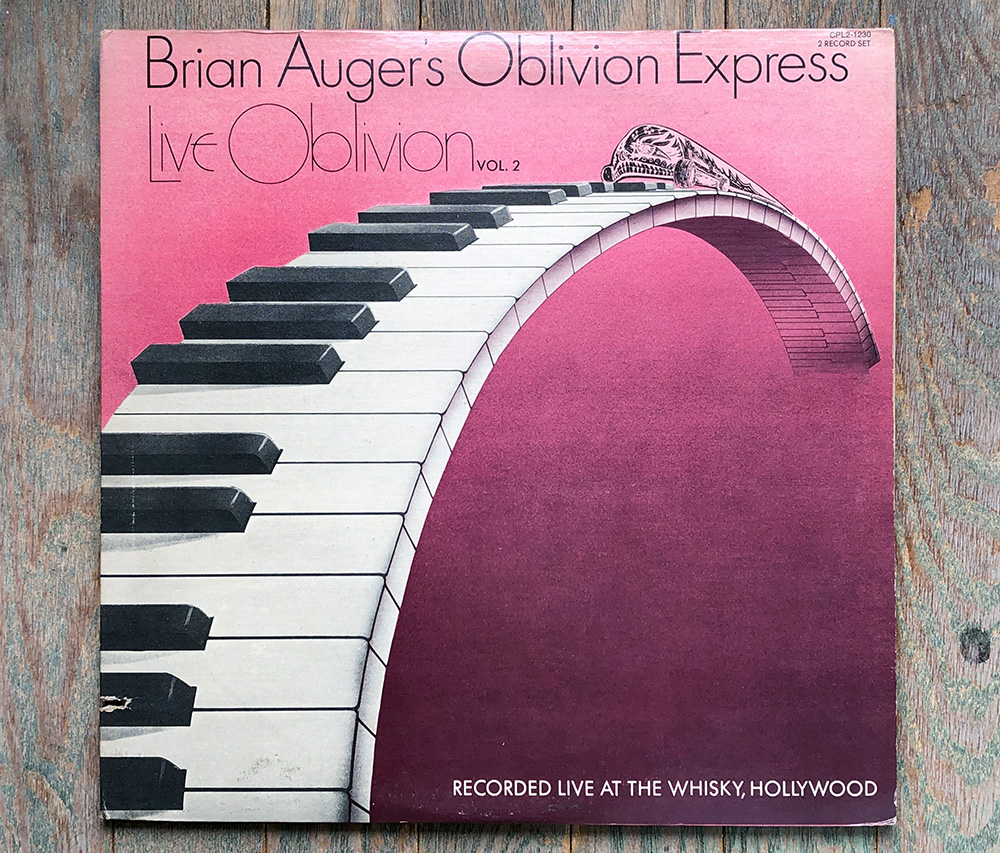 CPL2-1230
2 RECORD SET
Brian Auger's Oblivion Express
Live Oblivion VOL. 2
RECORDED LIVE AT THE WHISKY, HOLLYWOOD